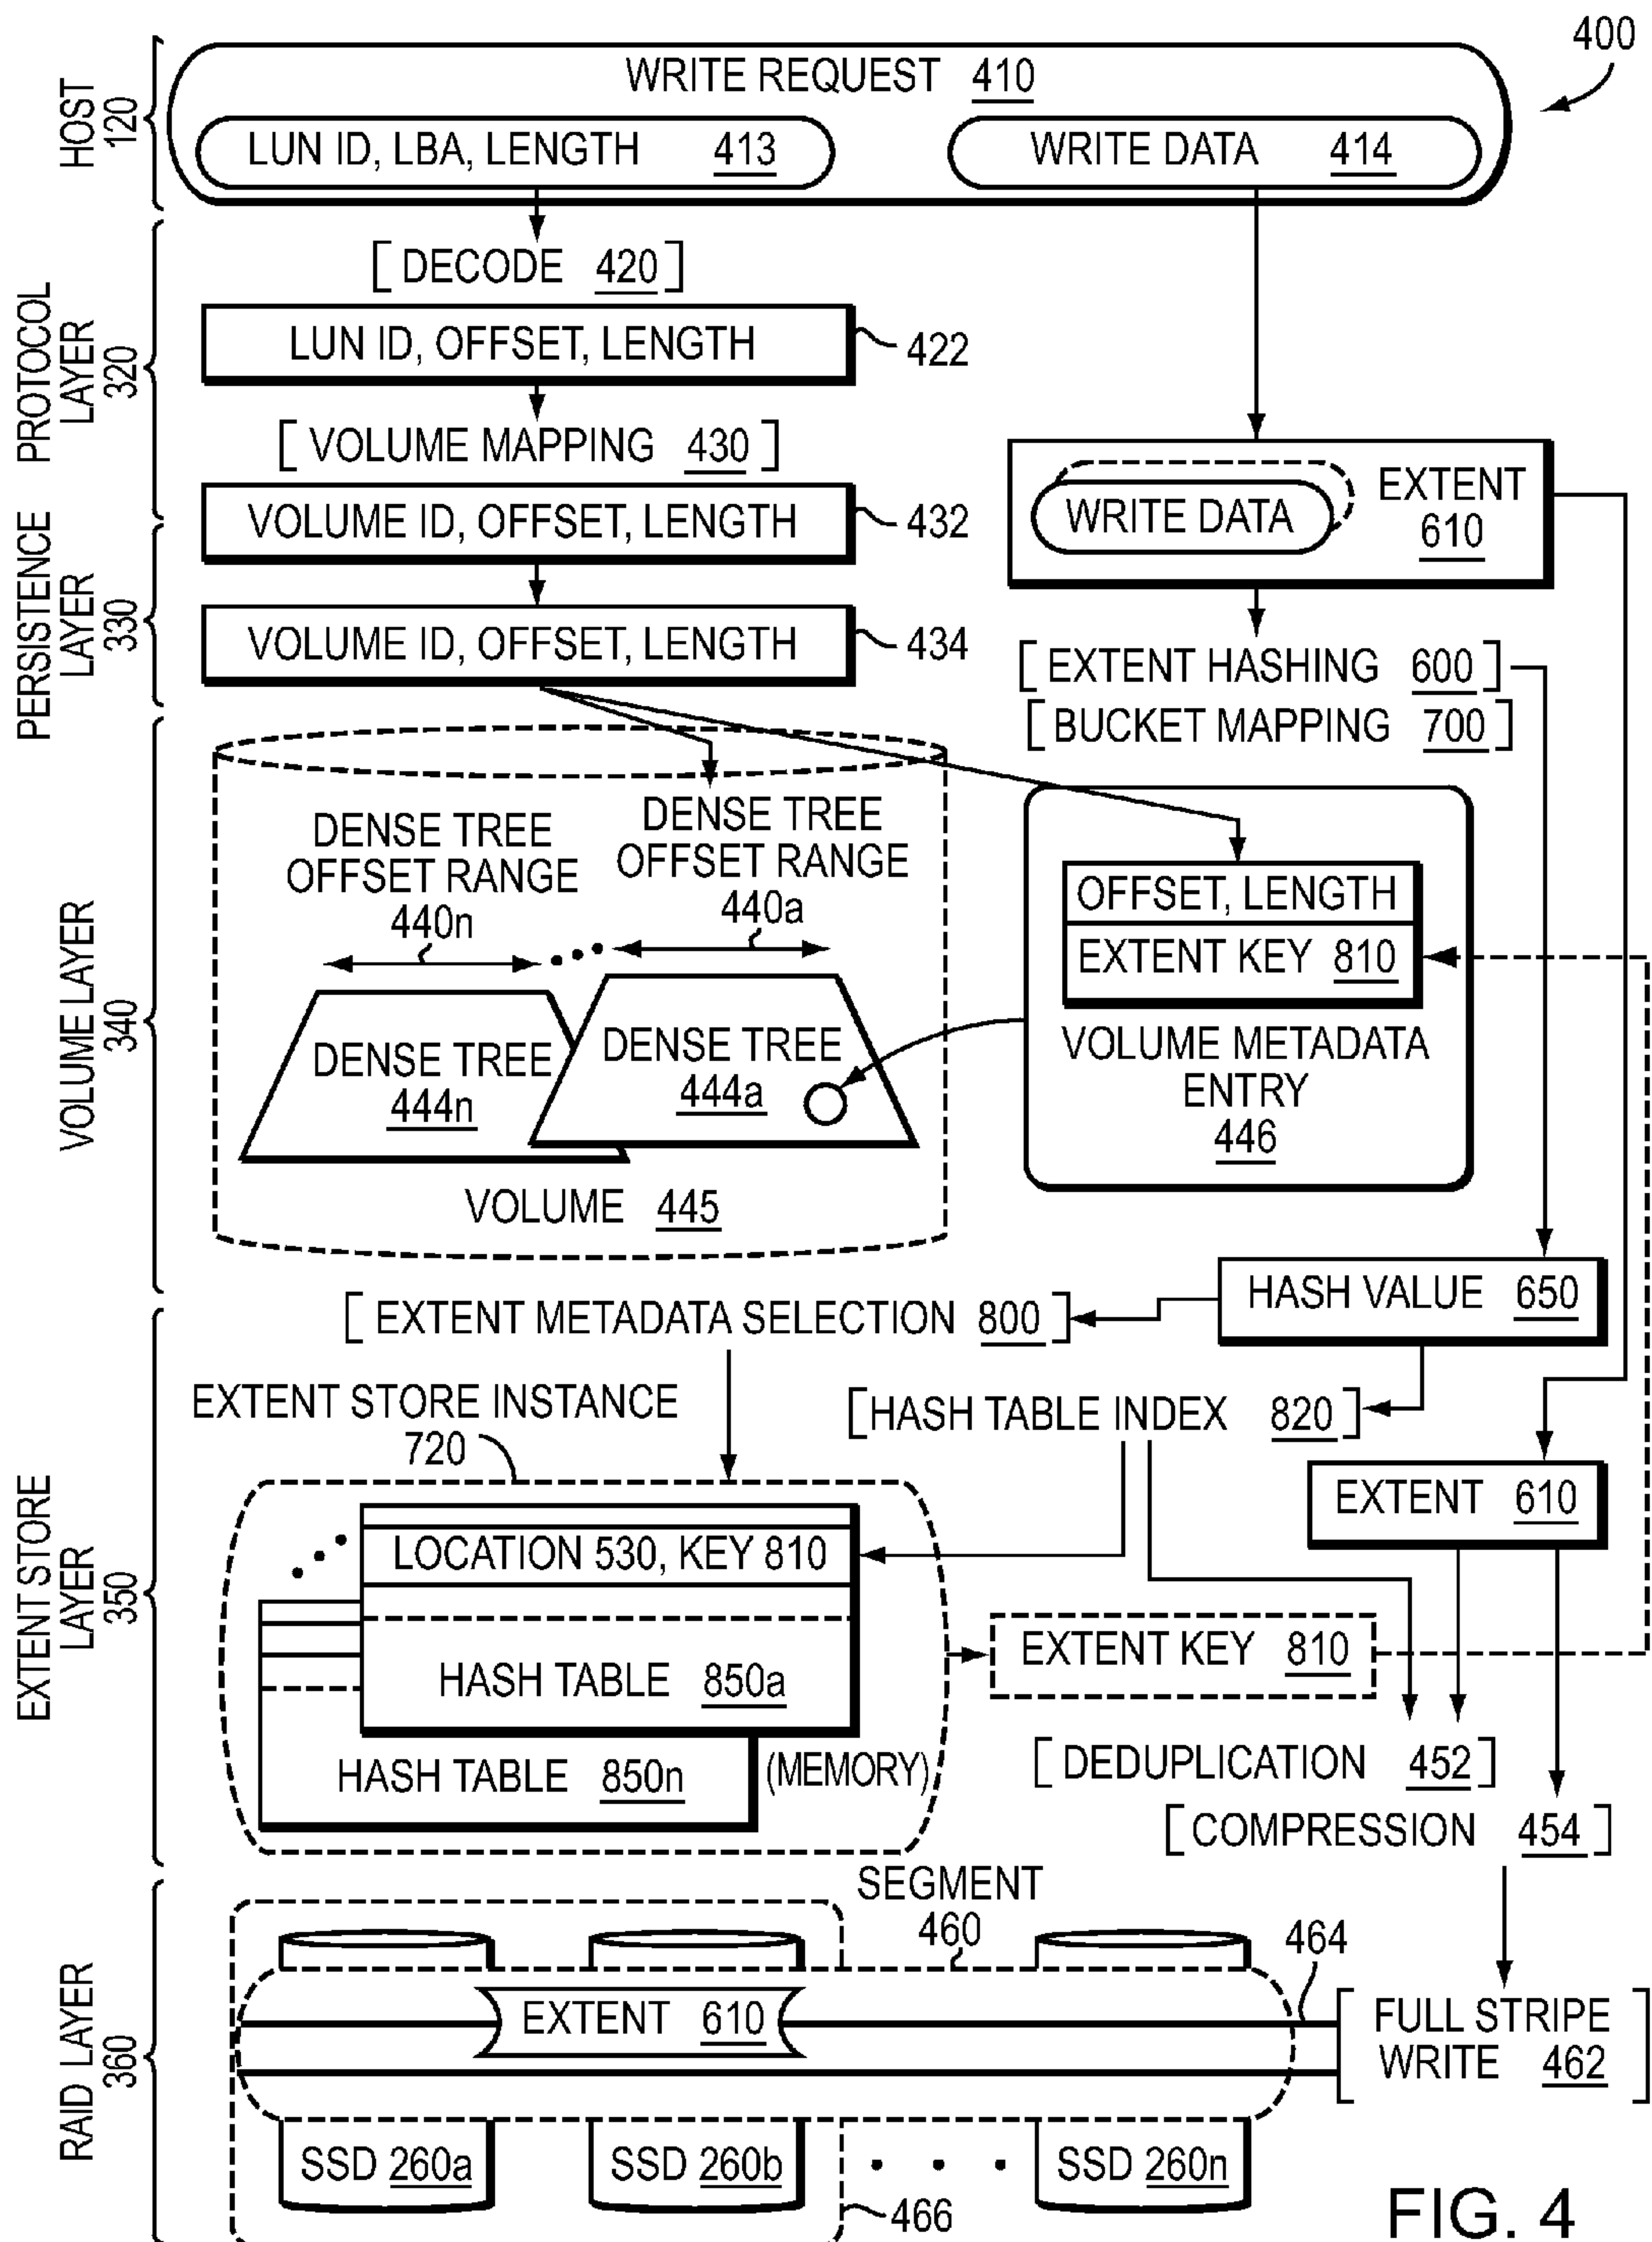 400
HOST
120
WRITE REQUEST 410
LUN ID, LBA, LENGTH 413
WRITE DATA 414
PROTOCOL
LAYER
320
[DECODE 420]
LUN ID, OFFSET, LENGTH
422
[VOLUME MAPPING 430]
VOLUME ID, OFFSET, LENGTH
432
WRITE DATA
EXTENT
610
PERSISTENCE
LAYER
330
VOLUME ID, OFFSET, LENGTH
434
[EXTENT HASHING 600]
[BUCKET MAPPING 700]
VOLUME LAYER
340
DENSE TREE
OFFSET RANGE
440n
DENSE TREE
OFFSET RANGE
440a
DENSE TREE
444n
DENSE TREE
444a
VOLUME 445
OFFSET, LENGTH
EXTENT KEY 810
VOLUME METADATA
ENTRY
446
HASH VALUE 650
EXTENT STORE
LAYER
350
[EXTENT METADATA SELECTION 800]
EXTENT STORE INSTANCE
720
[HASH TABLE INDEX 820]
EXTENT 610
LOCATION 530, KEY 810
HASH TABLE 850a
HASH TABLE 850n
(MEMORY)
EXTENT KEY 810
[DEDUPLICATION 452]
[COMPRESSION 454]
RAID LAYER
360
SEGMENT
460
464
EXTENT 610
[FULL STRIPE
WRITE 462]
SSD 260a
SSD 260b
• • •
SSD 260n
466
FIG. 4